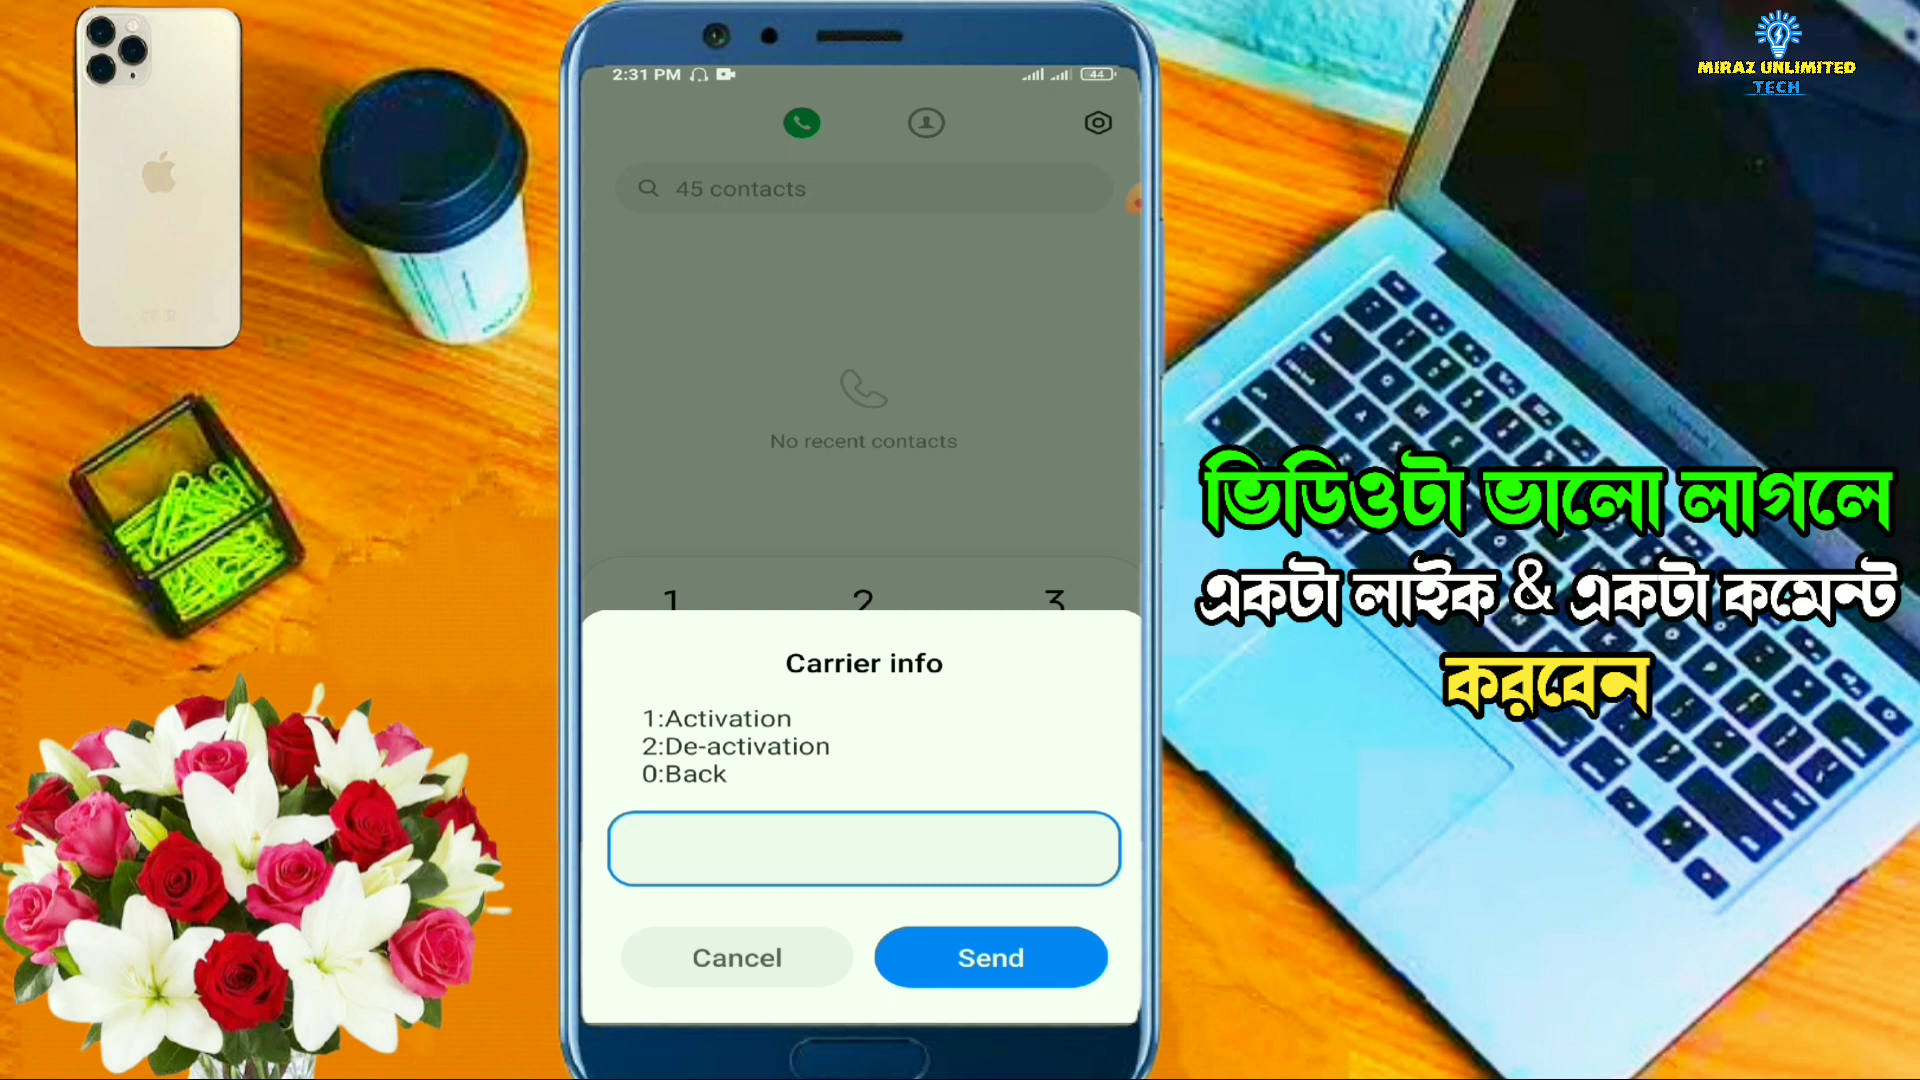 2:31 PM
44
45 contacts
No recent contacts
1 2 3
Carrier info
1:Activation
2:De-activation
0:Back
Cancel
Send
MIRAZ UNLIMITED
TECH
ভিডিওটা ভালো লাগলে
একটা লাইক & একটা কমেন্ট
করবেন